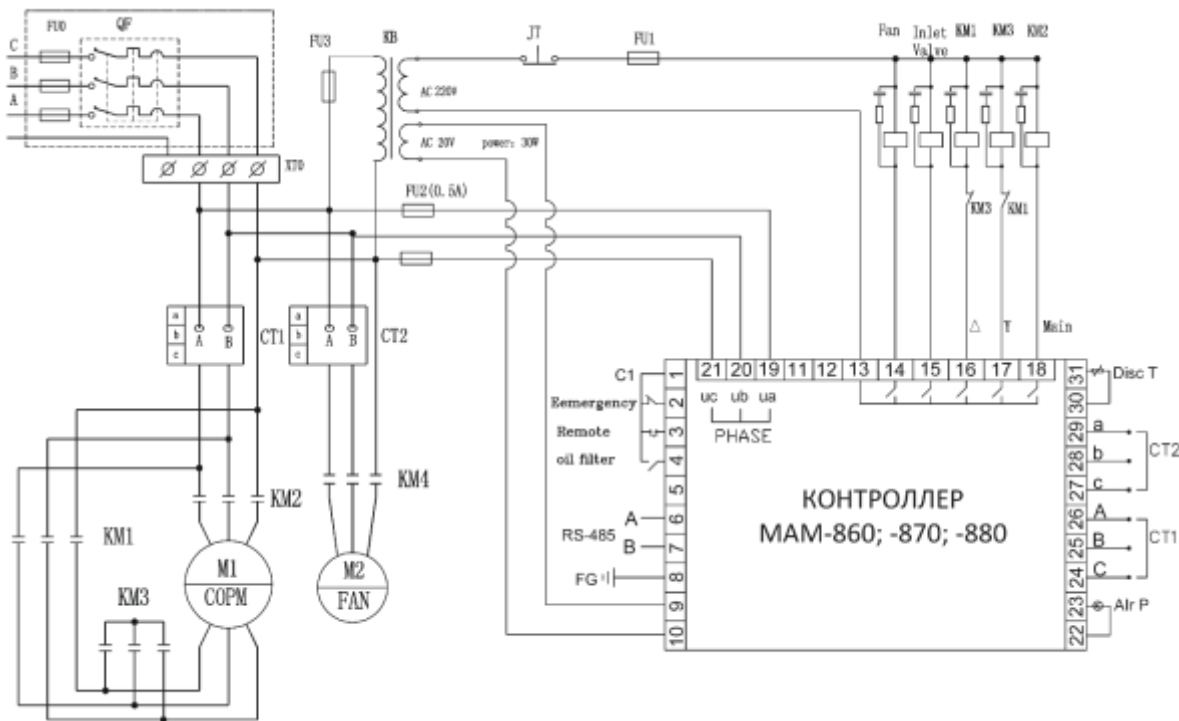 FU0
QF
C
B
A
XT0
FU3
KB
JT
FU1
AC 220V
AC 20V
power: 30W
FU2(0.5A)
Fan
Inlet
Valve
KM1
KM3
KM2
KM3
KM1
△
Y
Main
a
b
c
A
B
CT1
a
b
c
A
B
CT2
KM2
KM4
KM1
KM3
M1
COPM
M2
FAN
C1
Eemergency
Remote
oil filter
RS-485
A
B
FG
1
2
3
4
5
6
7
8
9
10
21
20
19
11
12
13
14
15
16
17
18
uc
ub
ua
PHASE
КОНТРОЛЛЕР
МАМ-860; -870; -880
31
30
29
28
27
26
25
24
23
22
Disc T
a
b
c
CT2
A
B
C
CT1
AIr P